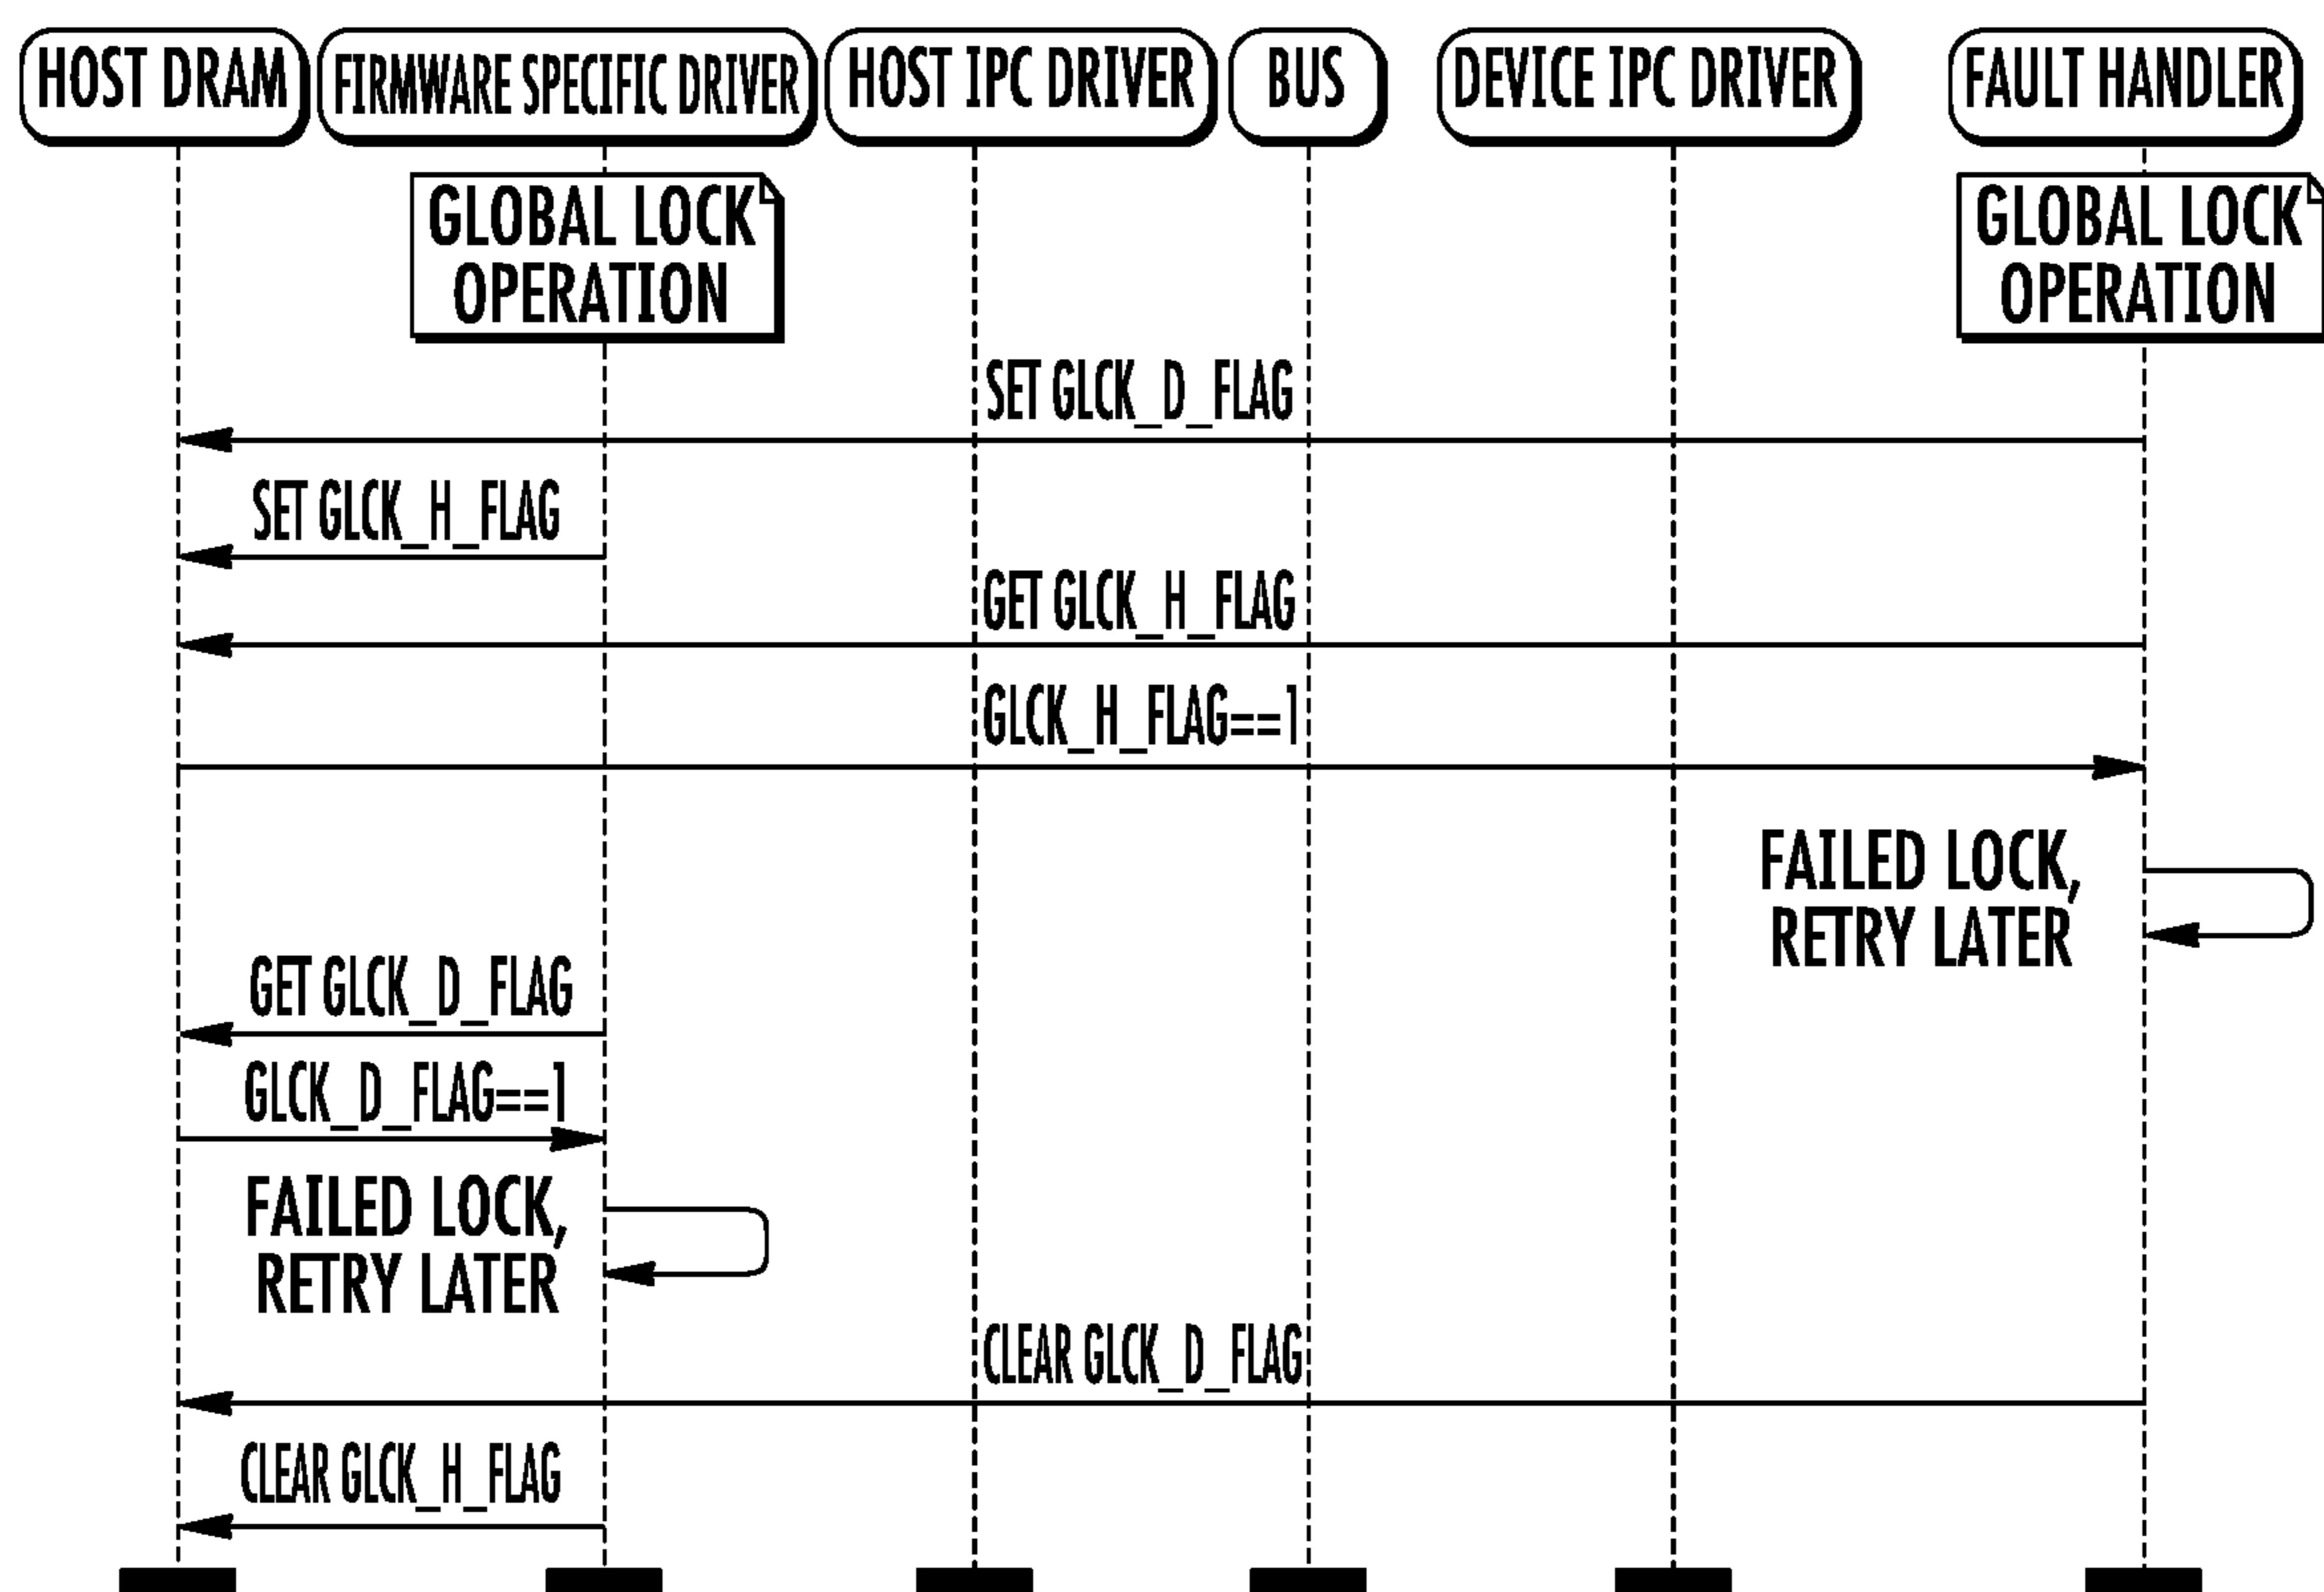 HOST DRAM
FIRMWARE SPECIFIC DRIVER
HOST IPC DRIVER
BUS
DEVICE IPC DRIVER
FAULT HANDLER
GLOBAL LOCK
OPERATION
GLOBAL LOCK
OPERATION
SET GLCK_D_FLAG
SET GLCK_H_FLAG
GET GLCK_H_FLAG
GLCK_H_FLAG==1
FAILED LOCK,
RETRY LATER
GET GLCK_D_FLAG
GLCK_D_FLAG==1
FAILED LOCK,
RETRY LATER
CLEAR GLCK_D_FLAG
CLEAR GLCK_H_FLAG